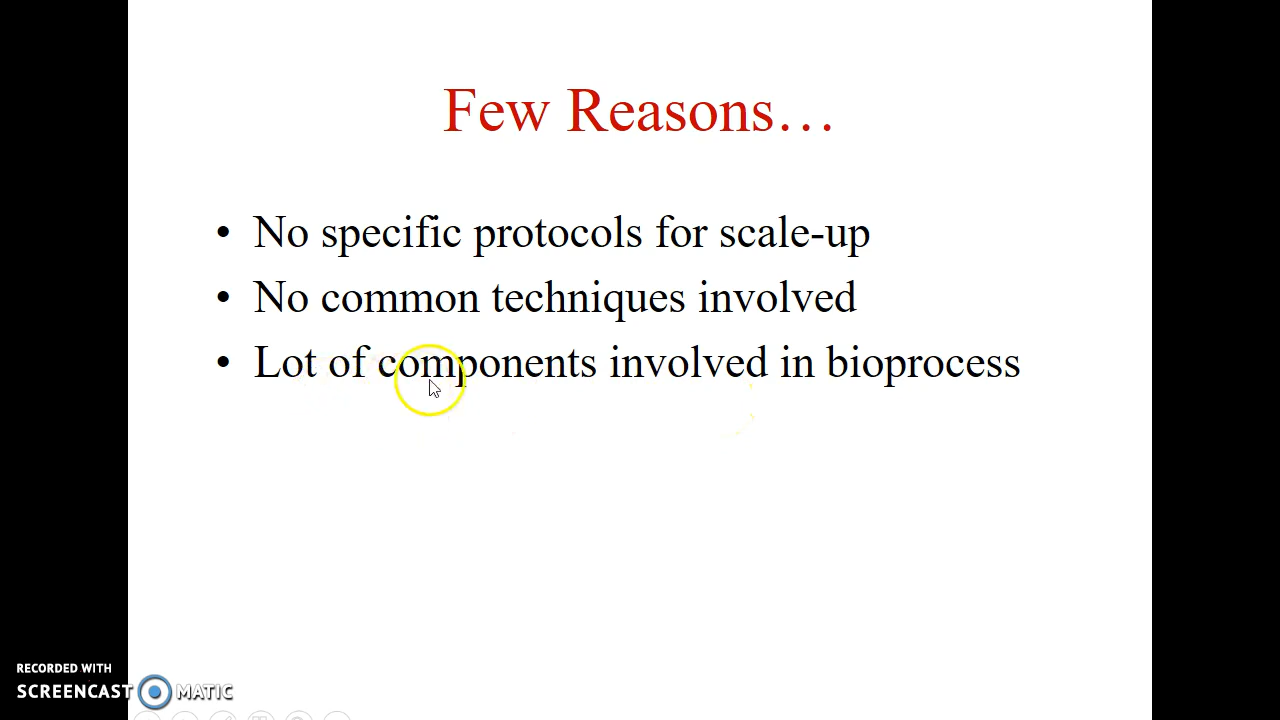 Few Reasons…
• No specific protocols for scale-up
• No common techniques involved
• Lot of components involved in bioprocess
RECORDED WITH
SCREENCAST MATIC